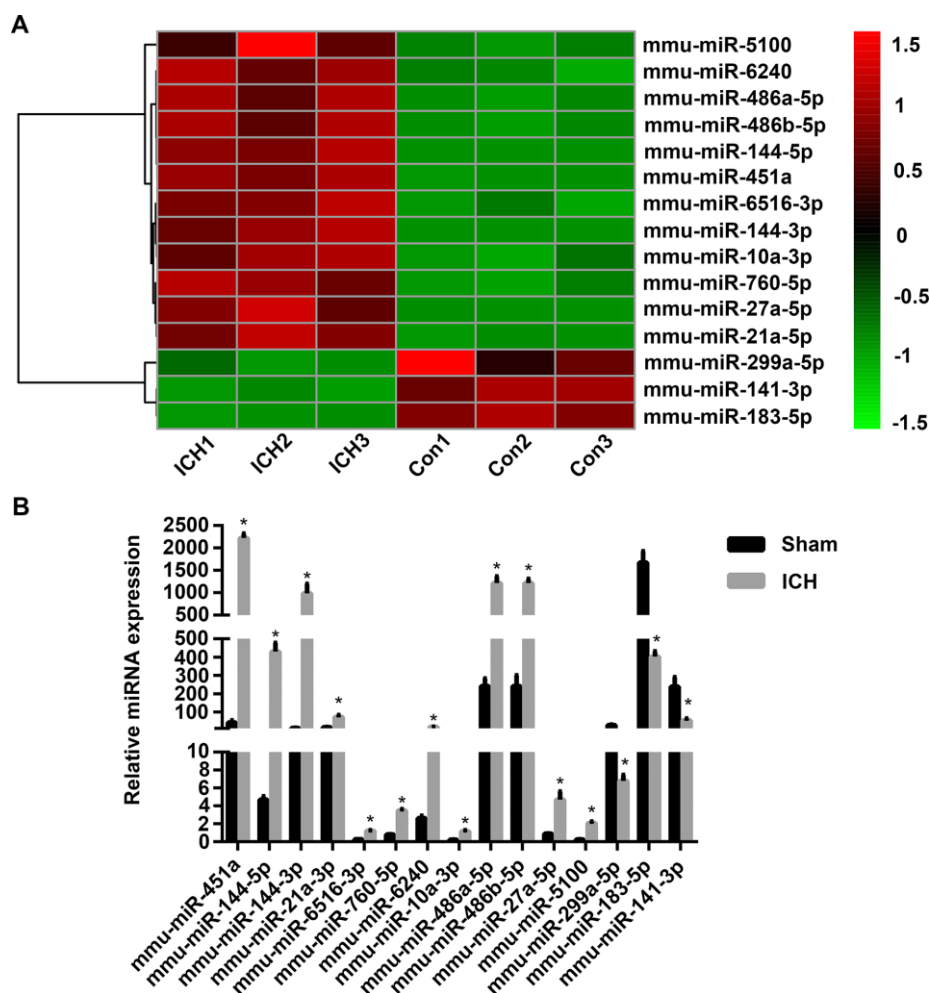 A
mmu-miR-5100
mmu-miR-6240
mmu-miR-486a-5p
mmu-miR-486b-5p
mmu-miR-144-5p
mmu-miR-451a
mmu-miR-6516-3p
mmu-miR-144-3p
mmu-miR-10a-3p
mmu-miR-760-5p
mmu-miR-27a-5p
mmu-miR-21a-5p
mmu-miR-299a-5p
mmu-miR-141-3p
mmu-miR-183-5p
1.5
1
0.5
0
-0.5
-1
-1.5
ICH1 ICH2 ICH3 Con1 Con2 Con3
B
Relative miRNA expression
2500
2000
1500
1000
500
500
400
300
200
100
10
8
6
4
2
0
* * * * * * * * * * * * * * *
Sham
ICH
mmu-miR-451a
mmu-miR-144-5p
mmu-miR-144-3p
mmu-miR-21a-3p
mmu-miR-6516-3p
mmu-miR-760-5p
mmu-miR-6240
mmu-miR-10a-3p
mmu-miR-486a-5p
mmu-miR-486b-5p
mmu-miR-27a-5p
mmu-miR-5100
mmu-miR-299a-5p
mmu-miR-183-5p
mmu-miR-141-3p